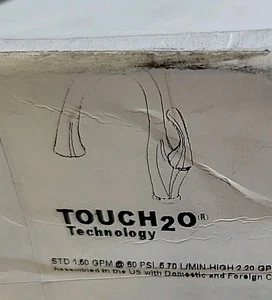 TOUCH2O®
Technology
STD 1.50 GPM @ 60 PSI, 5.70 L/MIN-HIGH 2.20 GP
Assembled in the US with Domestic and Foreign C